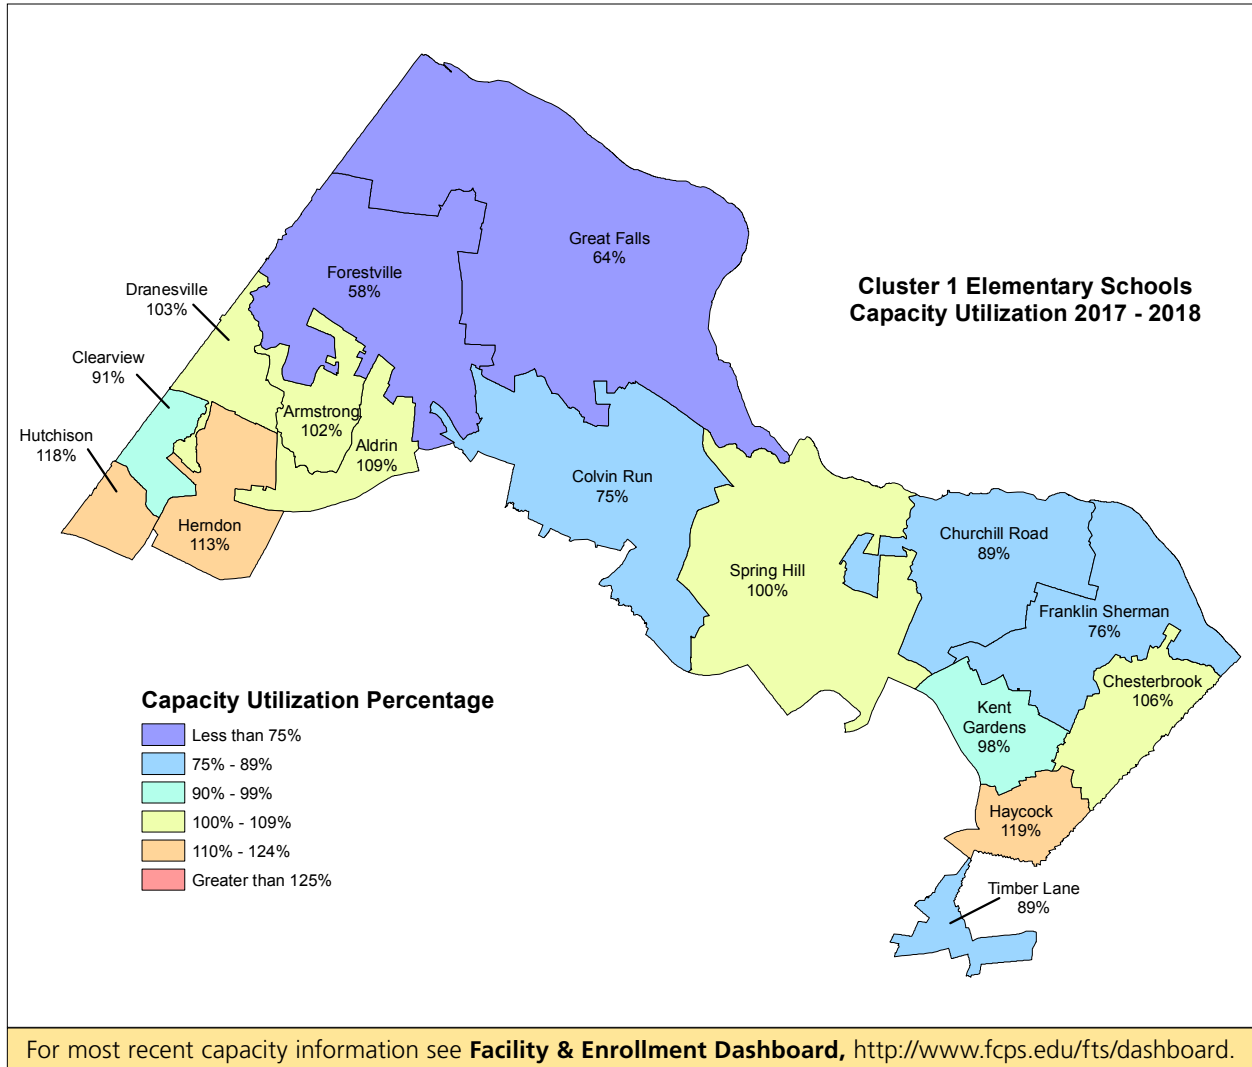 Cluster 1 Elementary Schools
Capacity Utilization 2017 - 2018
Great Falls
64%
Forestville
58%
Dranesville
103%
Clearview
91%
Hutchison
118%
Armstrong
102%
Aldrin
109%
Herndon
113%
Colvin Run
75%
Spring Hill
100%
Churchill Road
89%
Franklin Sherman
76%
Chesterbrook
106%
Kent
Gardens
98%
Haycock
119%
Timber Lane
89%
Capacity Utilization Percentage
Less than 75%
75% - 89%
90% - 99%
100% - 109%
110% - 124%
Greater than 125%
For most recent capacity information see Facility & Enrollment Dashboard, http://www.fcps.edu/fts/dashboard.